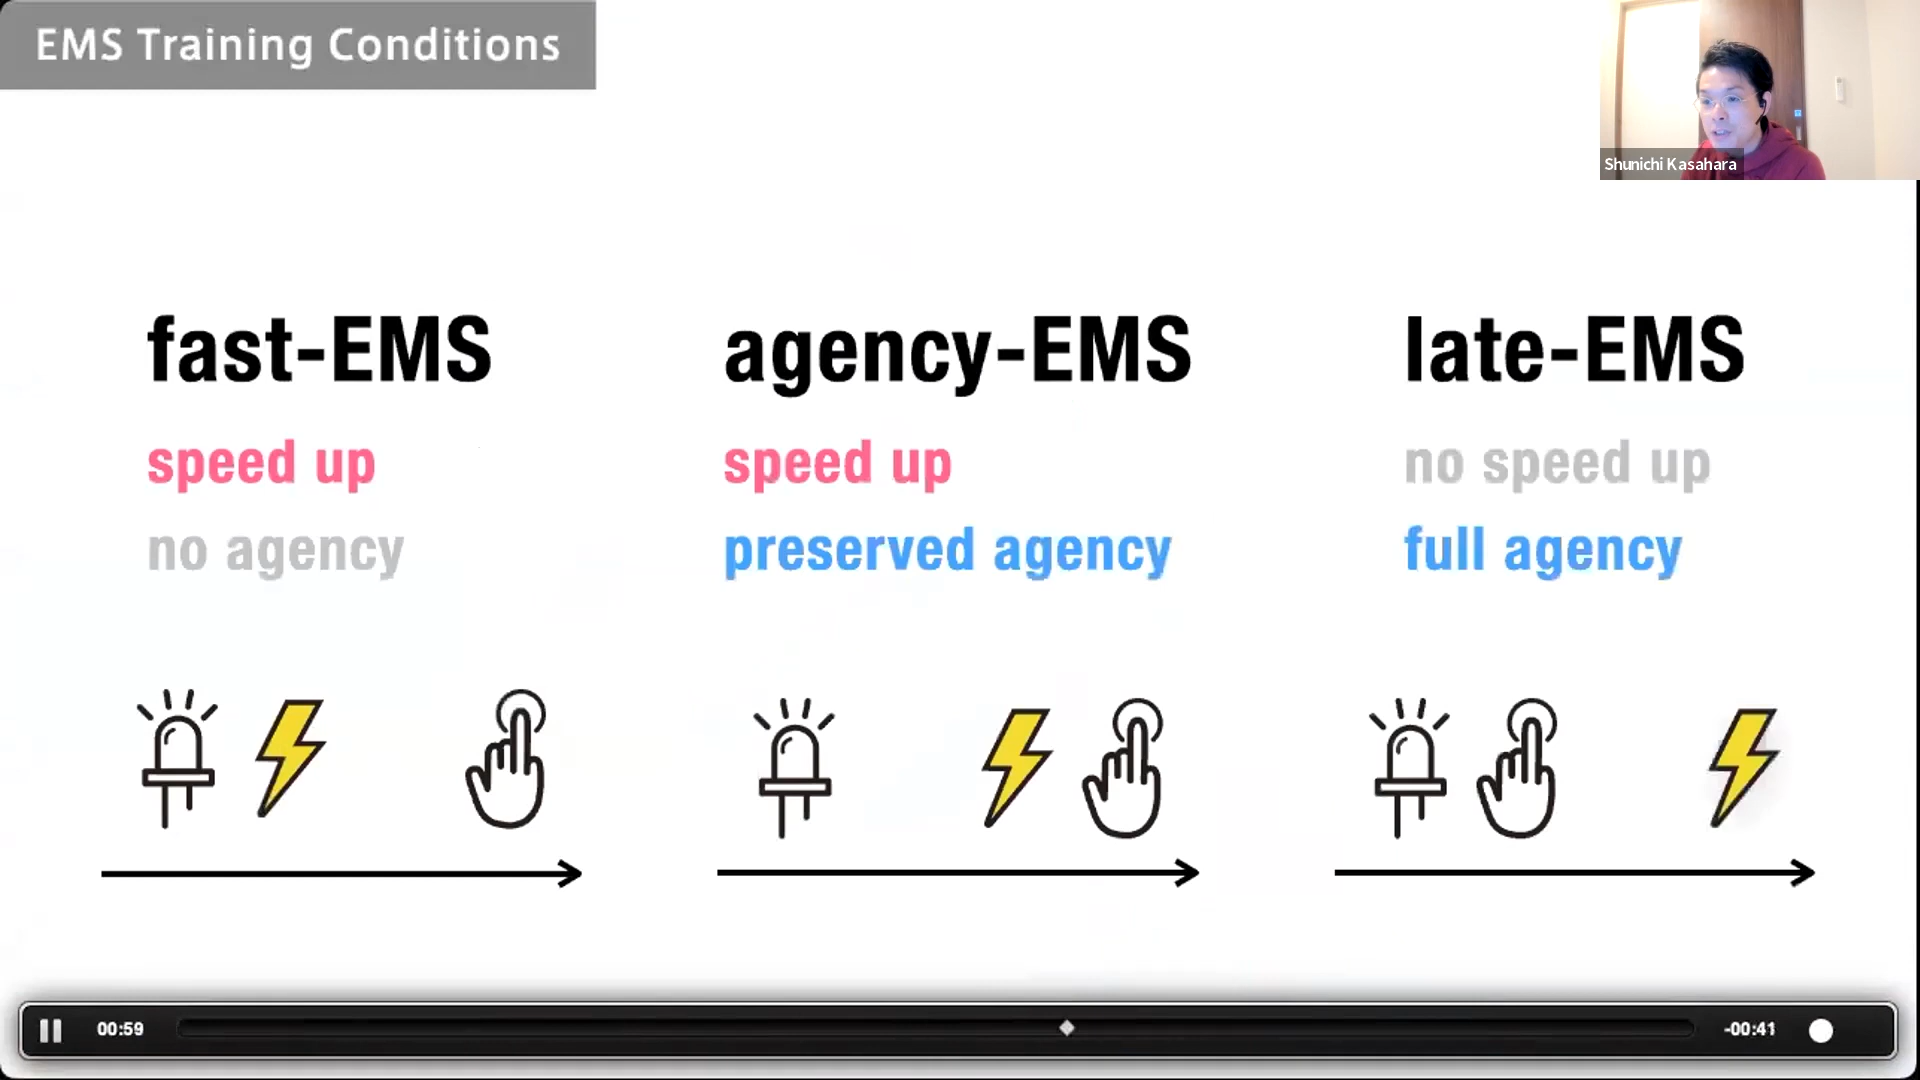 EMS Training Conditions
Shunichi Kasahara
fast-EMS
speed up
no agency
agency-EMS
speed up
preserved agency
late-EMS
no speed up
full agency
00:59
-00:41